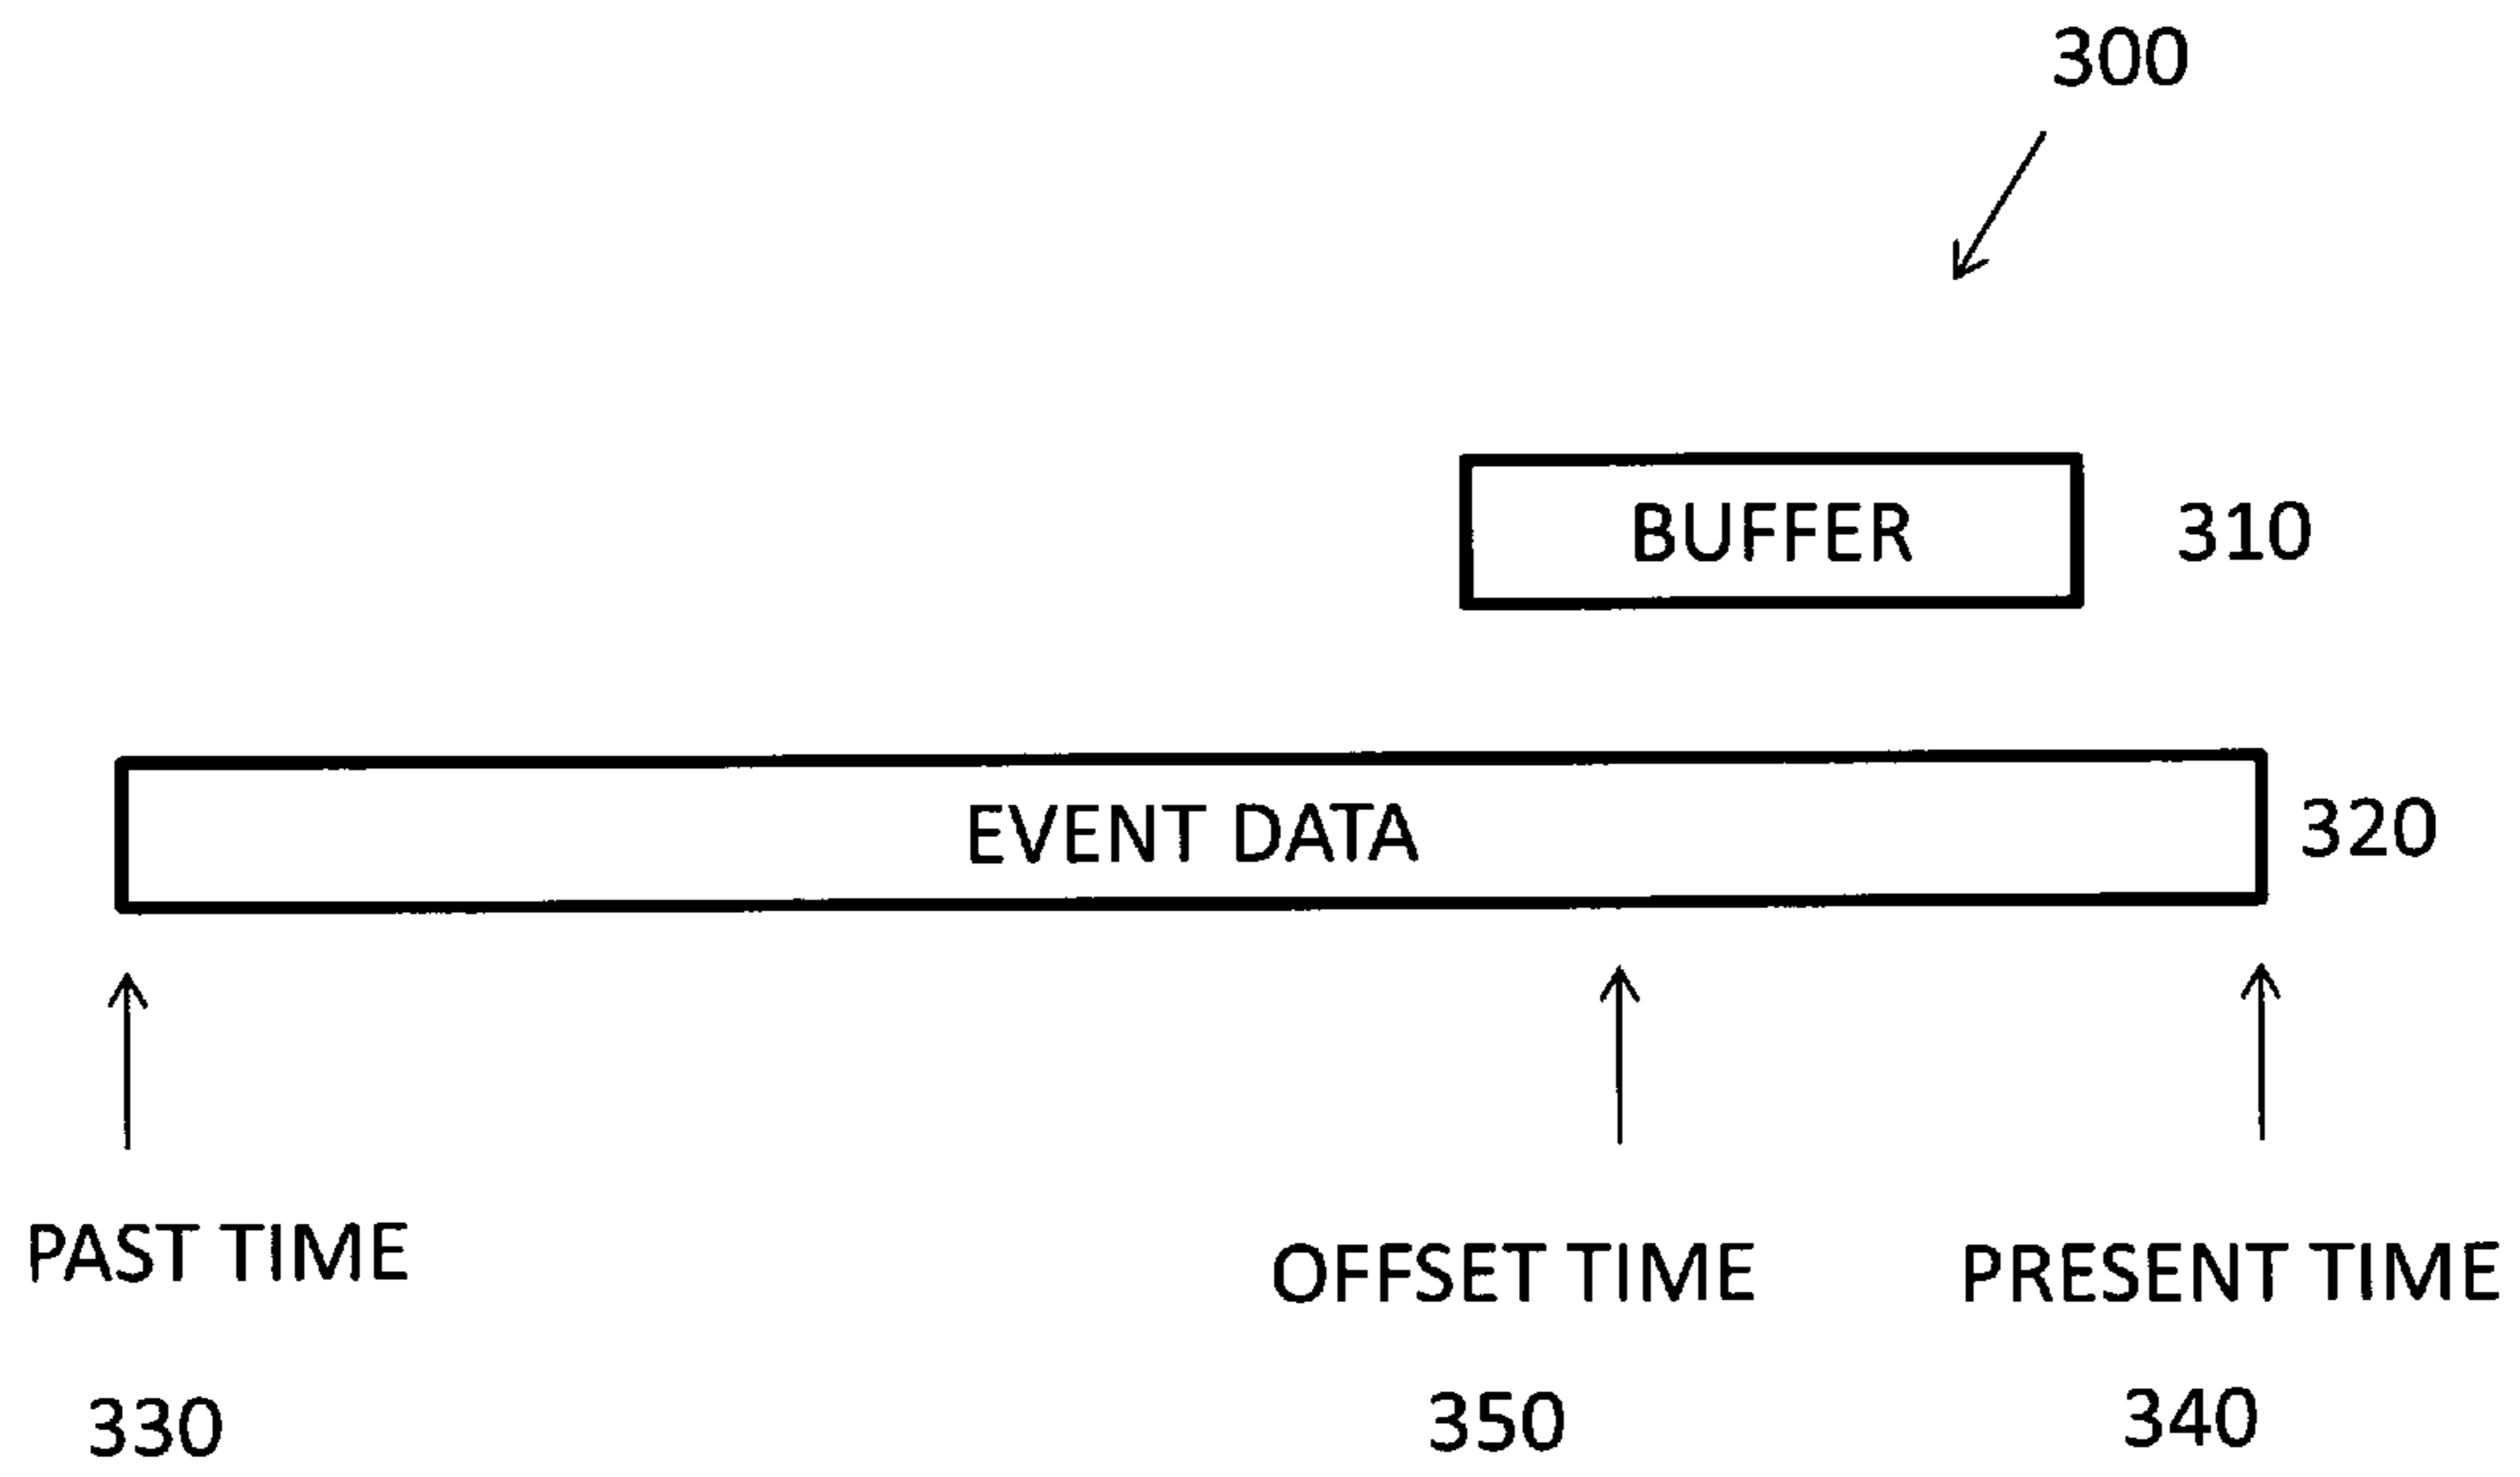 300
BUFFER 310
EVENT DATA 320
PAST TIME OFFSET TIME PRESENT TIME
330 350 340